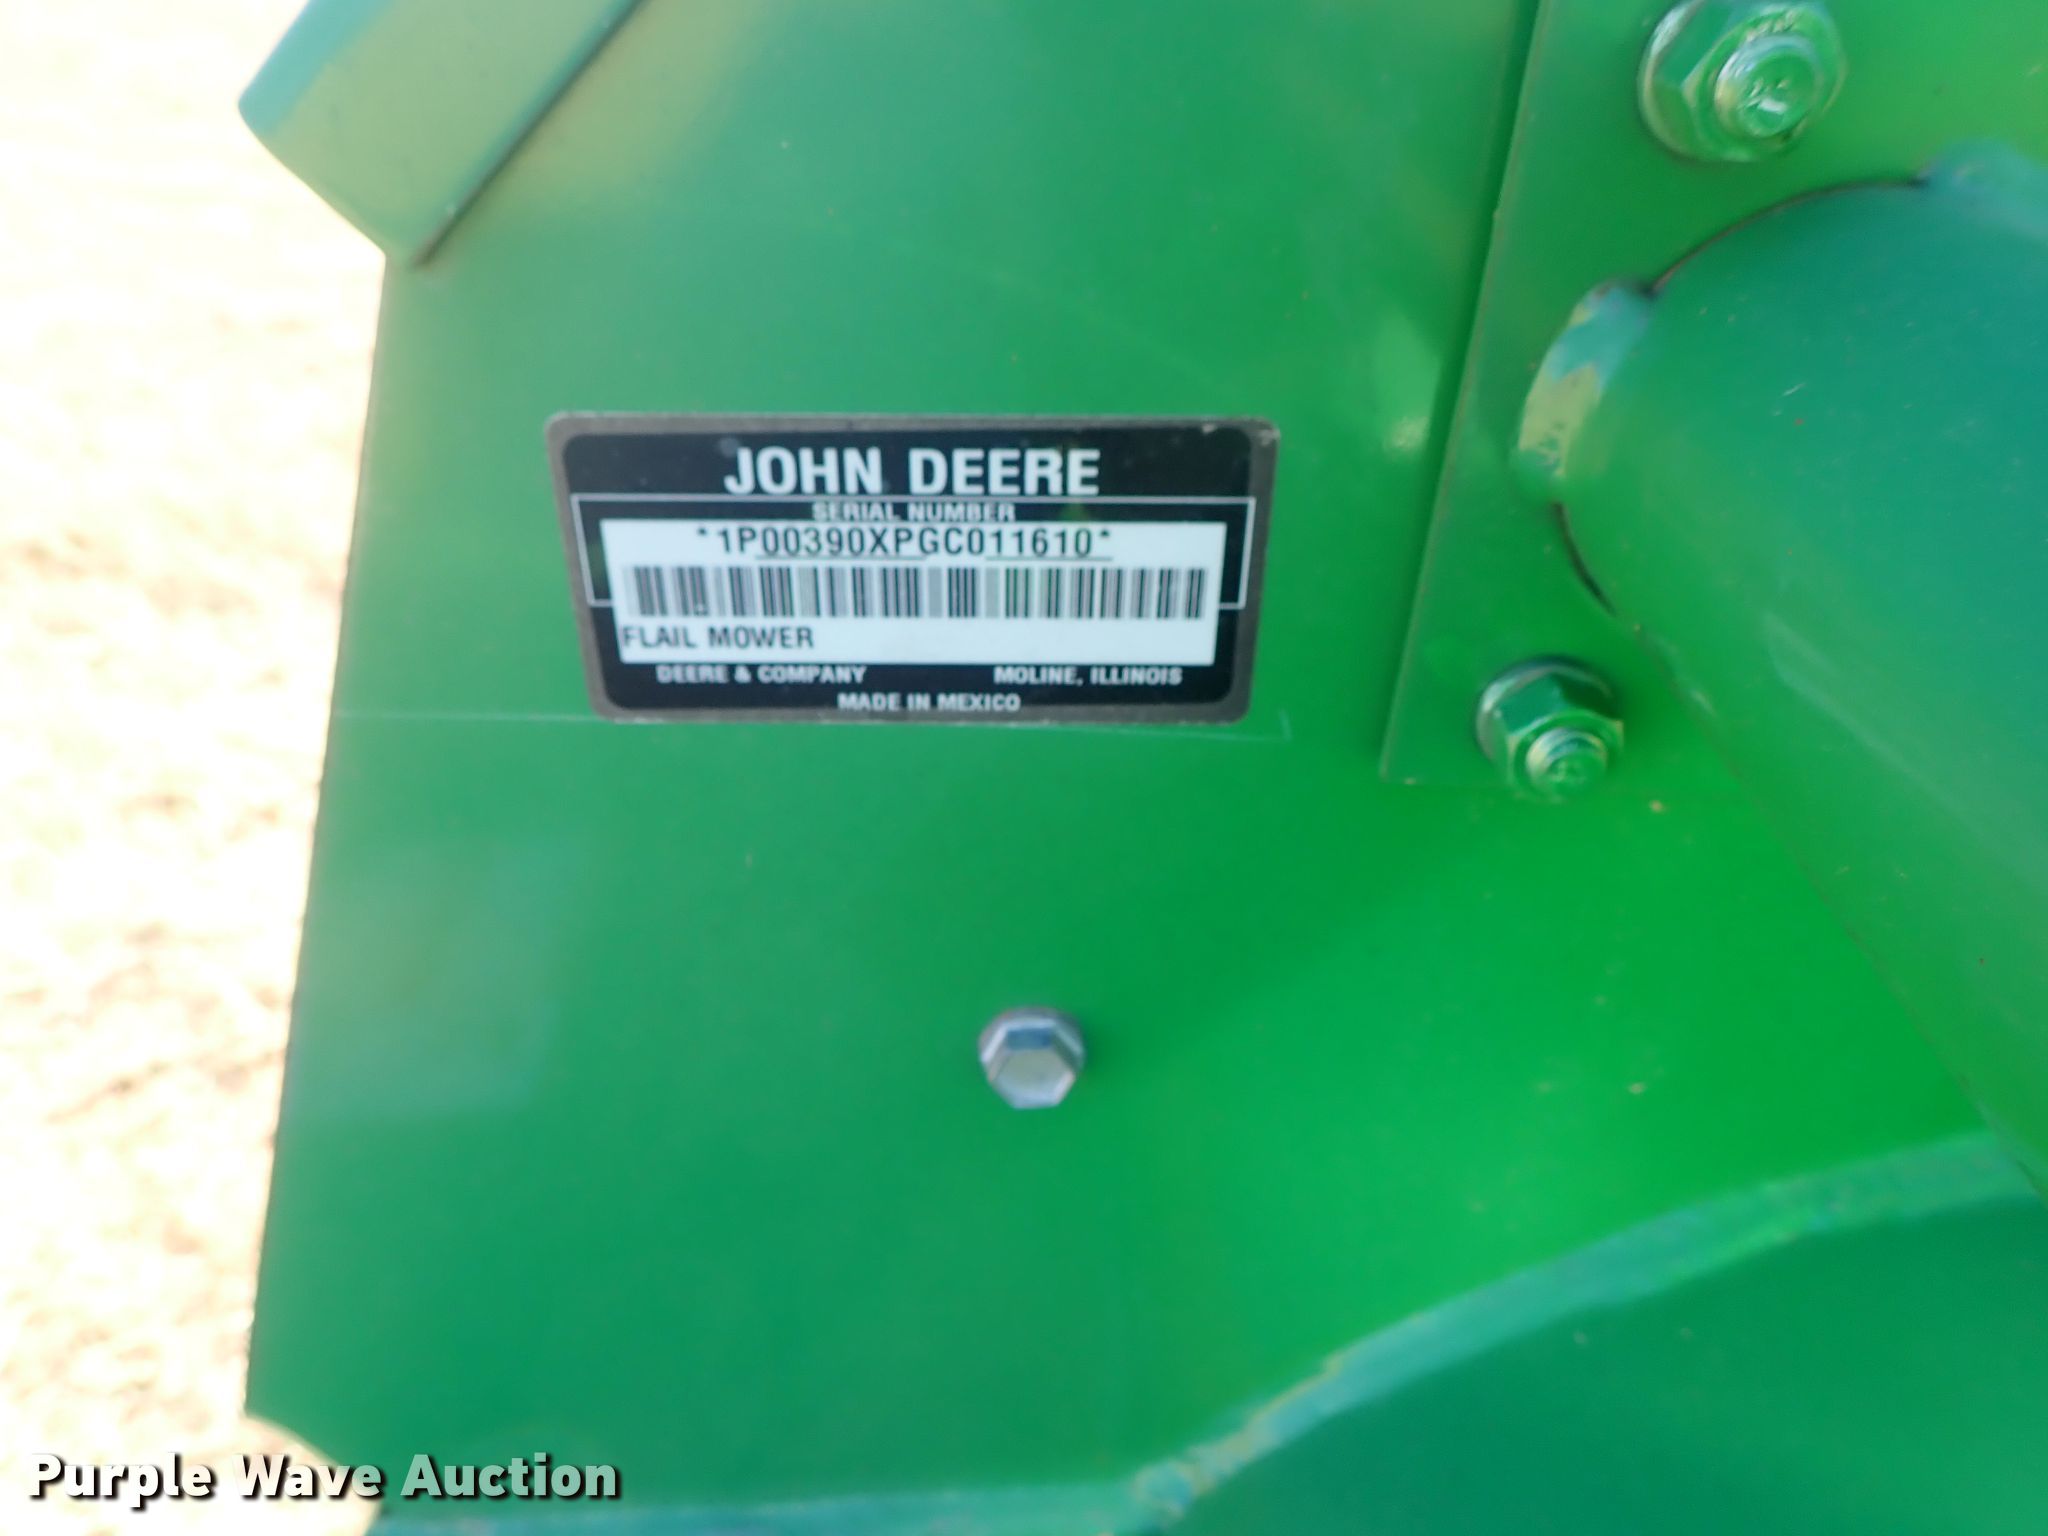 JOHN DEERE
SERIAL NUMBER
*1P00390XPGC011610*
FLAIL MOWER
DEERE & COMPANY MOLINE, ILLINOIS
MADE IN MEXICO
Purple Wave Auction